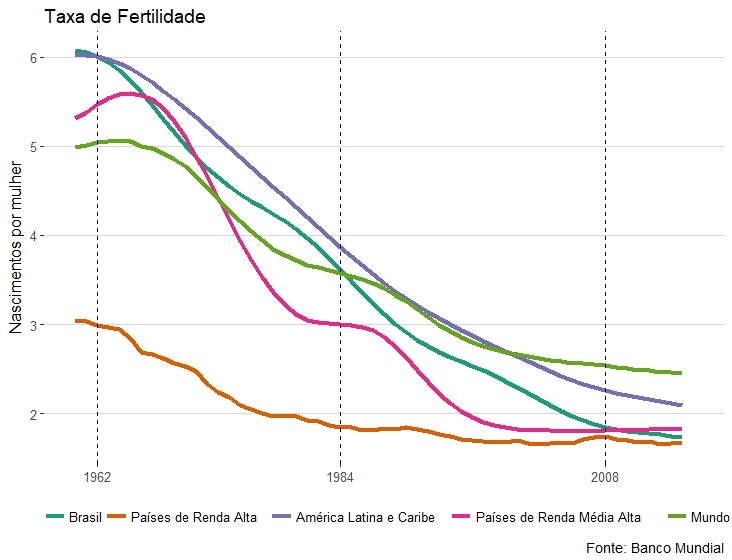 Taxa de Fertilidade
Nascimentos por mulher
6
5
4
3
2
1962 1984 2008
Brasil Países de Renda Alta América Latina e Caribe Países de Renda Média Alta Mundo
Fonte: Banco Mundial